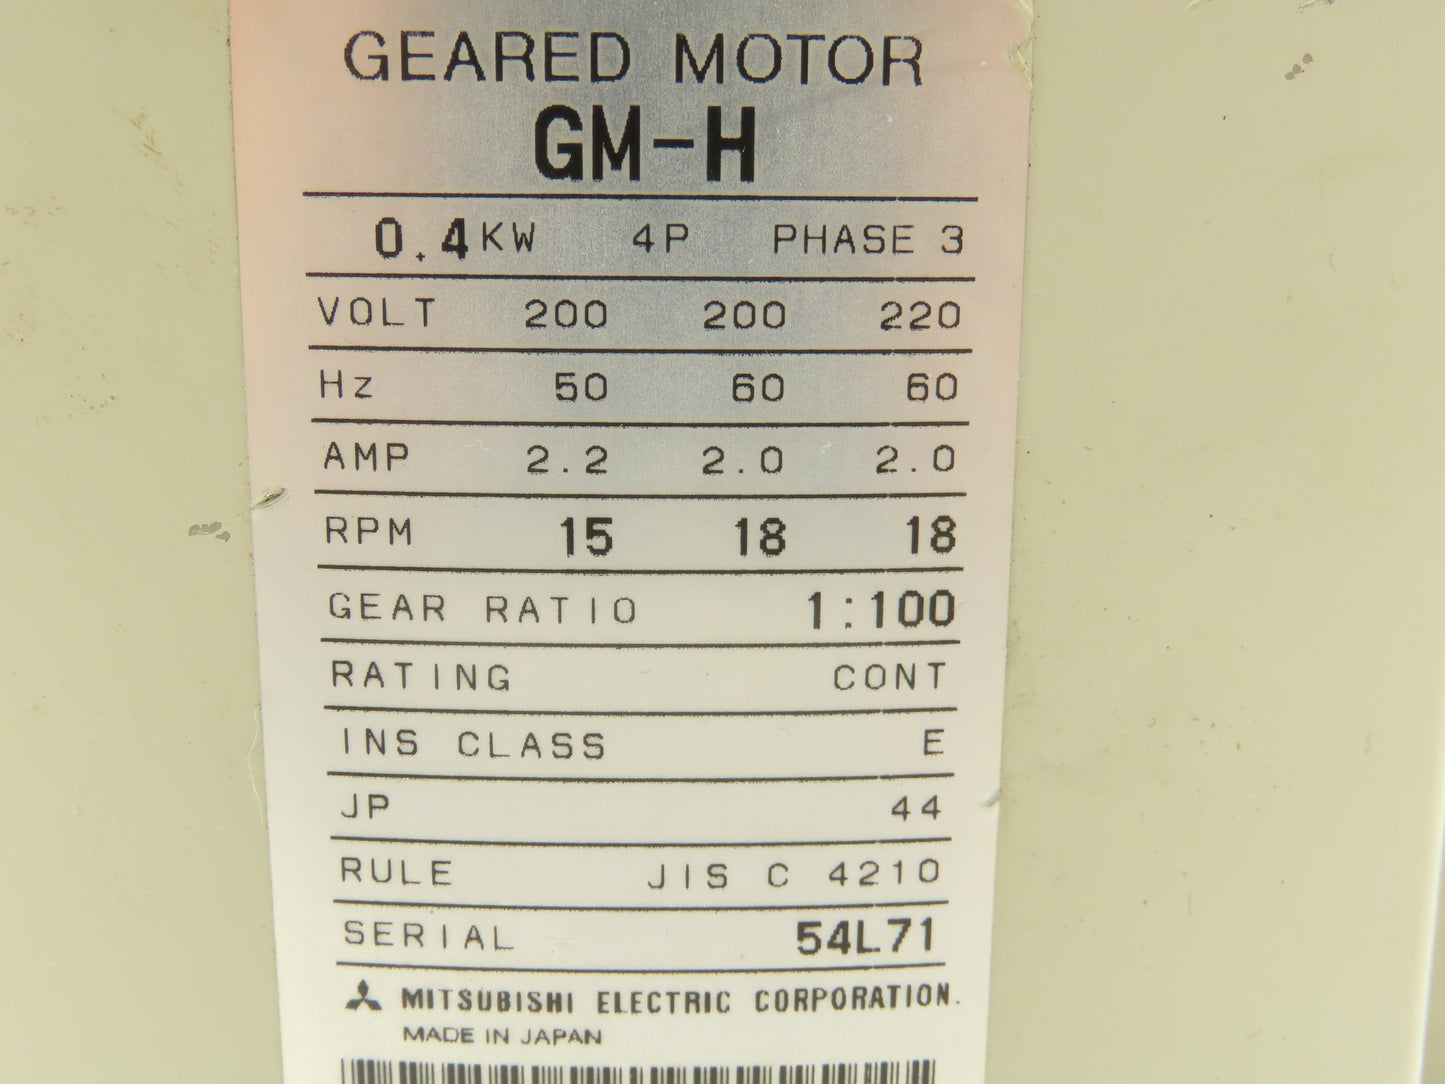 GEARED MOTOR
GM-H
0.4KW 4P PHASE 3
VOLT 200 200 220
Hz 50 60 60
AMP 2.2 2.0 2.0
RPM 15 18 18
GEAR RATIO 1:100
RATING CONT
INS CLASS E
JP 44
RULE JIS C 4210
SERIAL 54L71
MITSUBISHI ELECTRIC CORPORATION.
MADE IN JAPAN